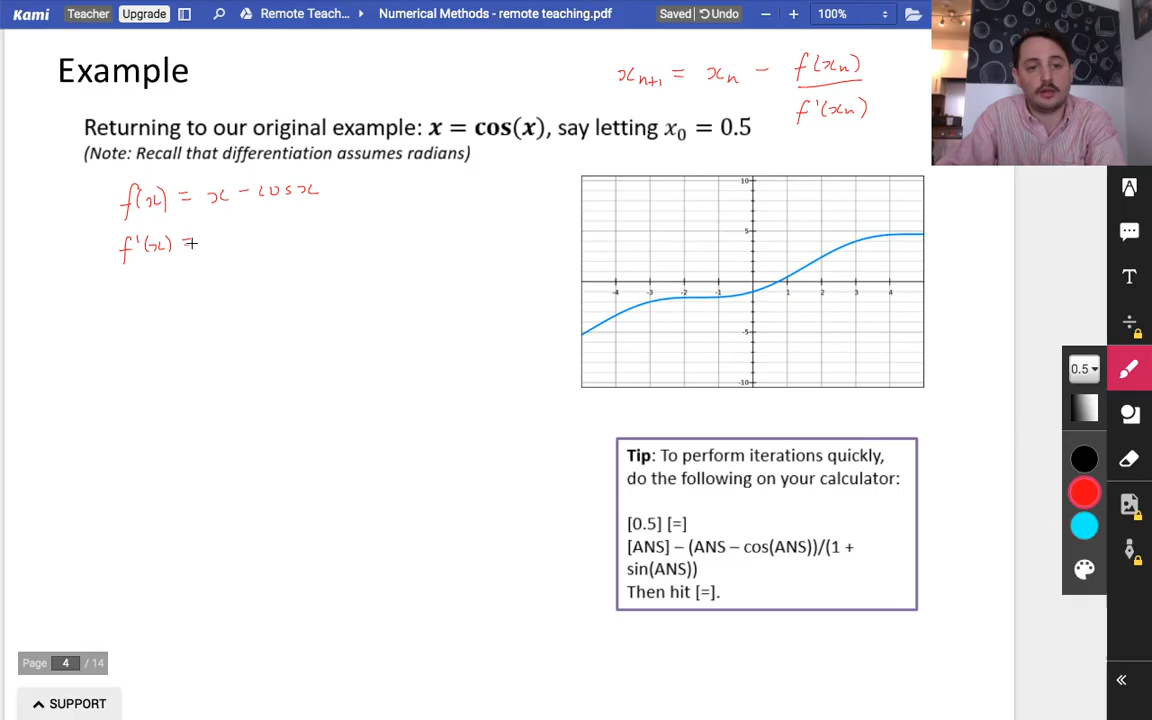 Kami Teacher Upgrade Remote Teach... Numerical Methods - remote teaching.pdf Saved Undo 100%
Example
xn+1 = xn - f(xn)/f'(xn)
Returning to our original example: x = cos(x), say letting x0 = 0.5
(Note: Recall that differentiation assumes radians)
f(x) = x - cos x
f'(x) =
10
5
-4 -3 -2 -1 1 2 3 4
-5
-10
Tip: To perform iterations quickly,
do the following on your calculator:
[0.5] [=]
[ANS] – (ANS – cos(ANS))/(1 +
sin(ANS))
Then hit [=].
0.5
Page 4 / 14
SUPPORT